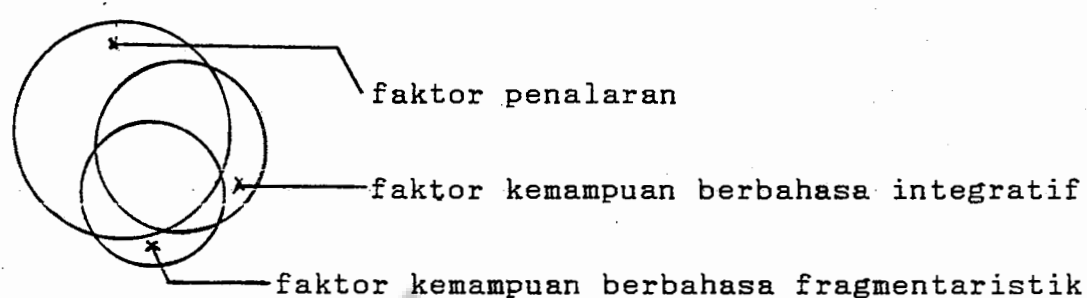 faktor penalaran
faktor kemampuan berbahasa integratif
faktor kemampuan berbahasa fragmentaristik